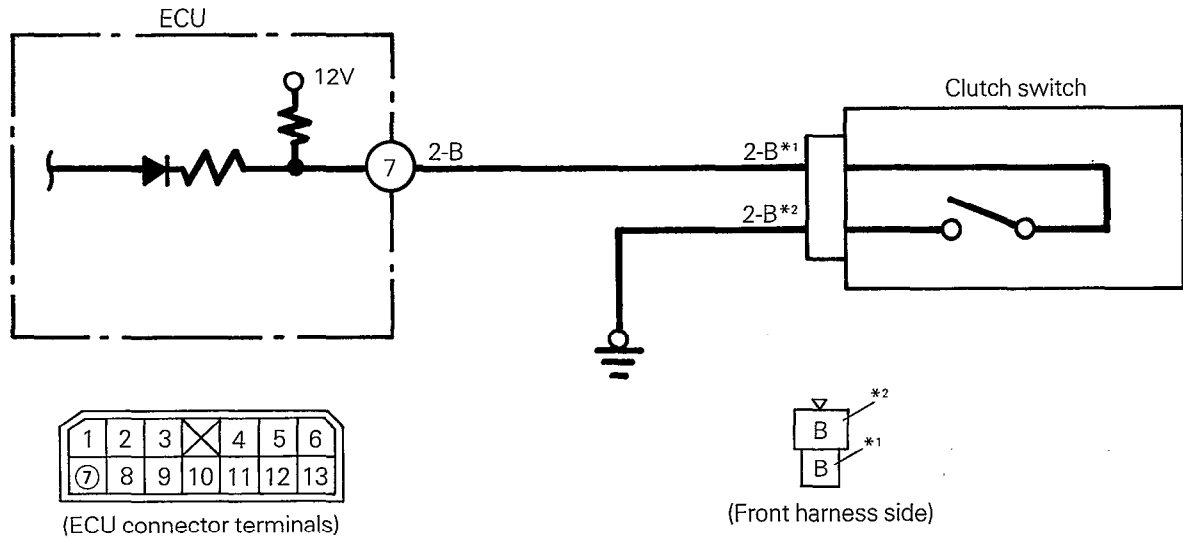 ECU
12V
Clutch switch
7
2-B
2-B*1
2-B*2
1 2 3 4 5 6
7 8 9 10 11 12 13
(ECU connector terminals)
*2
B
*1
B
(Front harness side)